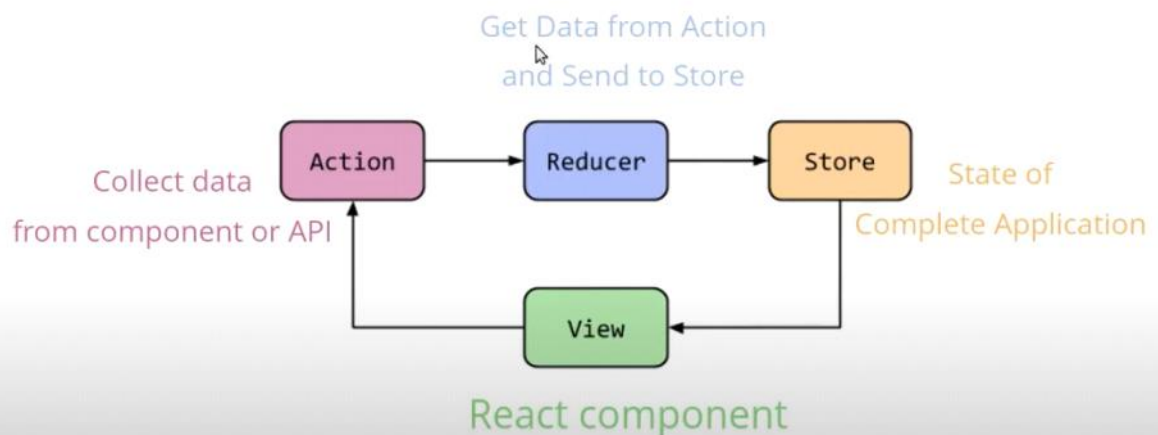 Get Data from Action
and Send to Store
Action
Reducer
Store
Collect data
from component or API
State of
Complete Application
View
React component